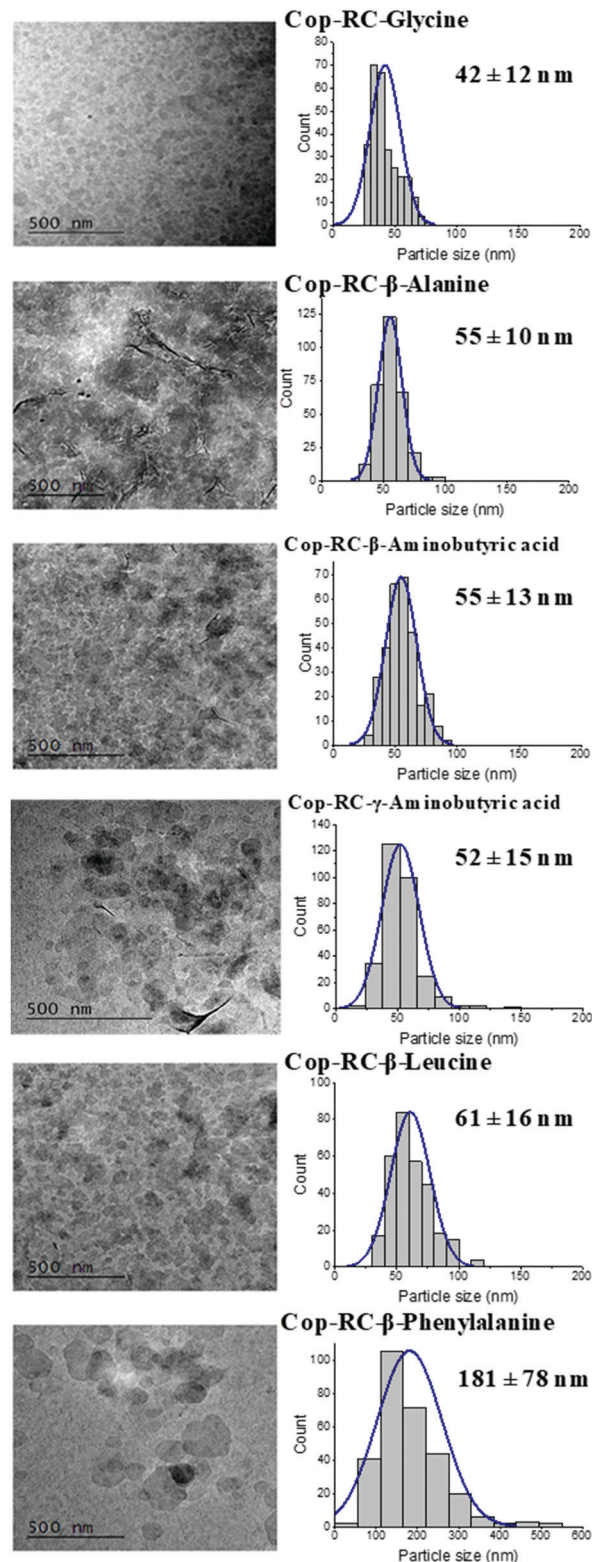 Cop-RC-Glycine
500 nm
42 ± 12 nm
Count
80
70
60
50
40
30
20
10
0
0 50 100 150 200
Particle size (nm)
Cop-RC-β-Alanine
500 nm
55 ± 10 nm
Count
125
100
75
50
25
0
0 50 100 150 200
Particle size (nm)
Cop-RC-β-Aminobutyric acid
500 nm
55 ± 13 nm
Count
70
60
50
40
30
20
10
0
0 50 100 150 200
Particle size (nm)
Cop-RC-γ-Aminobutyric acid
500 nm
52 ± 15 nm
Count
140
120
100
80
60
40
20
0
0 50 100 150 200
Particle size (nm)
Cop-RC-β-Leucine
500 nm
61 ± 16 nm
Count
100
80
60
40
20
0
0 50 100 150 200
Particle size (nm)
Cop-RC-β-Phenylalanine
500 nm
181 ± 78 nm
Count
100
80
60
40
20
0
0 100 200 300 400 500 600
Particle size (nm)